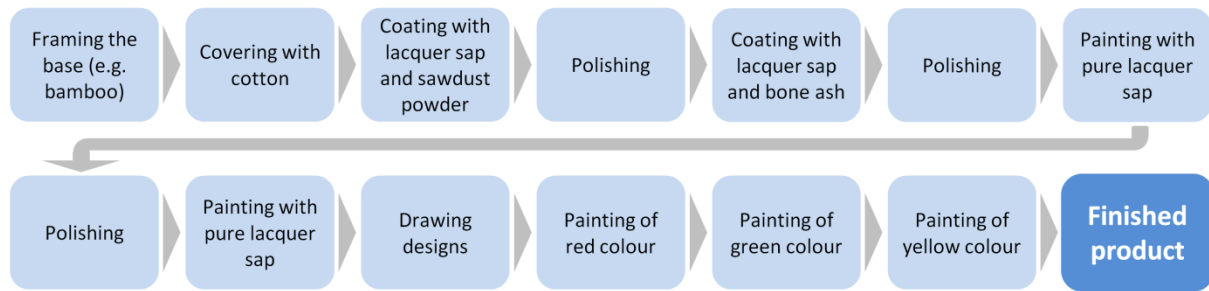 Framing the
base (e.g.
bamboo)
Covering with
cotton
Coating with
lacquer sap
and sawdust
powder
Polishing
Coating with
lacquer sap
and bone ash
Polishing
Painting with
pure lacquer
sap
Polishing
Painting with
pure lacquer
sap
Drawing
designs
Painting of
red colour
Painting of
green colour
Painting of
yellow colour
Finished
product